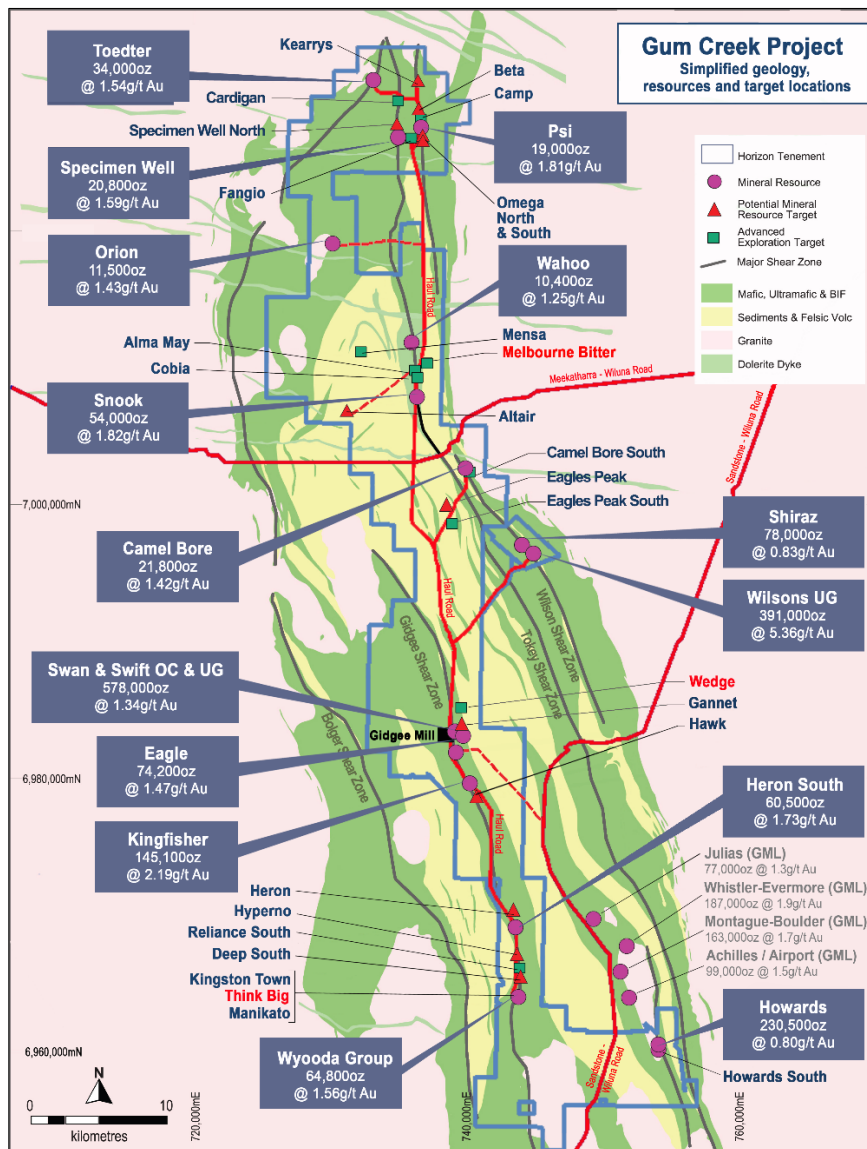 Gum Creek Project
Simplified geology,
resources and target locations
Horizon Tenement
Mineral Resource
Potential Mineral
Resource Target
Advanced
Exploration Target
Major Shear Zone
Mafic, Ultramafic & BIF
Sediments & Felsic Volc
Granite
Dolerite Dyke
Toedter
34,000oz
@ 1.54g/t Au
Kearrys
Beta
Camp
Cardigan
Specimen Well North
Psi
19,000oz
@ 1.81g/t Au
Specimen Well
20,800oz
@ 1.59g/t Au
Fangio
Omega
North
& South
Orion
11,500oz
@ 1.43g/t Au
Haul Road
Wahoo
10,400oz
@ 1.25g/t Au
Alma May
Cobia
Mensa
Melbourne Bitter
Meekatharra - Wiluna Road
Snook
54,000oz
@ 1.82g/t Au
Altair
Sandstone - Wiluna Road
Camel Bore South
Eagles Peak
Eagles Peak South
7,000,000mN
Camel Bore
21,800oz
@ 1.42g/t Au
Shiraz
78,000oz
@ 0.83g/t Au
Wilsons UG
391,000oz
@ 5.36g/t Au
Haul Road
Gidgee Shear Zone
Wilson Shear Zone
Tokey Shear Zone
Bolger Shear Zone
Swan & Swift OC & UG
578,000oz
@ 1.34g/t Au
Wedge
Gannet
Hawk
Gidgee Mill
Eagle
74,200oz
@ 1.47g/t Au
6,980,000mN
Kingfisher
145,100oz
@ 2.19g/t Au
Haul Road
Heron South
60,500oz
@ 1.73g/t Au
Julias (GML)
77,000oz @ 1.3g/t Au
Whistler-Evermore (GML)
187,000oz @ 1.9g/t Au
Montague-Boulder (GML)
163,000oz @ 1.7g/t Au
Achilles / Airport (GML)
99,000oz @ 1.5g/t Au
Heron
Hyperno
Reliance South
Deep South
Kingston Town
Think Big
Manikato
Howards
230,500oz
@ 0.80g/t Au
Howards South
6,960,000mN
Wyooda Group
64,800oz
@ 1.56g/t Au
Sandstone -
Wiluna Road
N
0 10
kilometres
720,000mE
740,000mE
760,000mE